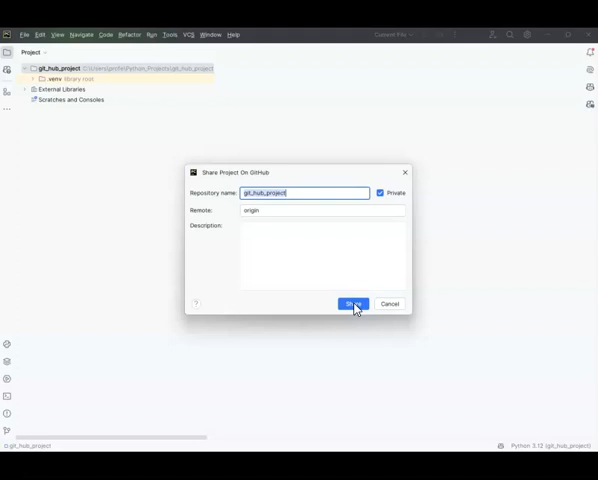 File Edit View Navigate Code Refactor Run Tools VCS Window Help
Current File
Project
git_hub_project C:\Users\profe\Python_Projects\git_hub_project
.venv library root
External Libraries
Scratches and Consoles
Share Project On GitHub
Repository name: git_hub_project Private
Remote: origin
Description:
? Share Cancel
git_hub_project Python 3.12 (git_hub_project)